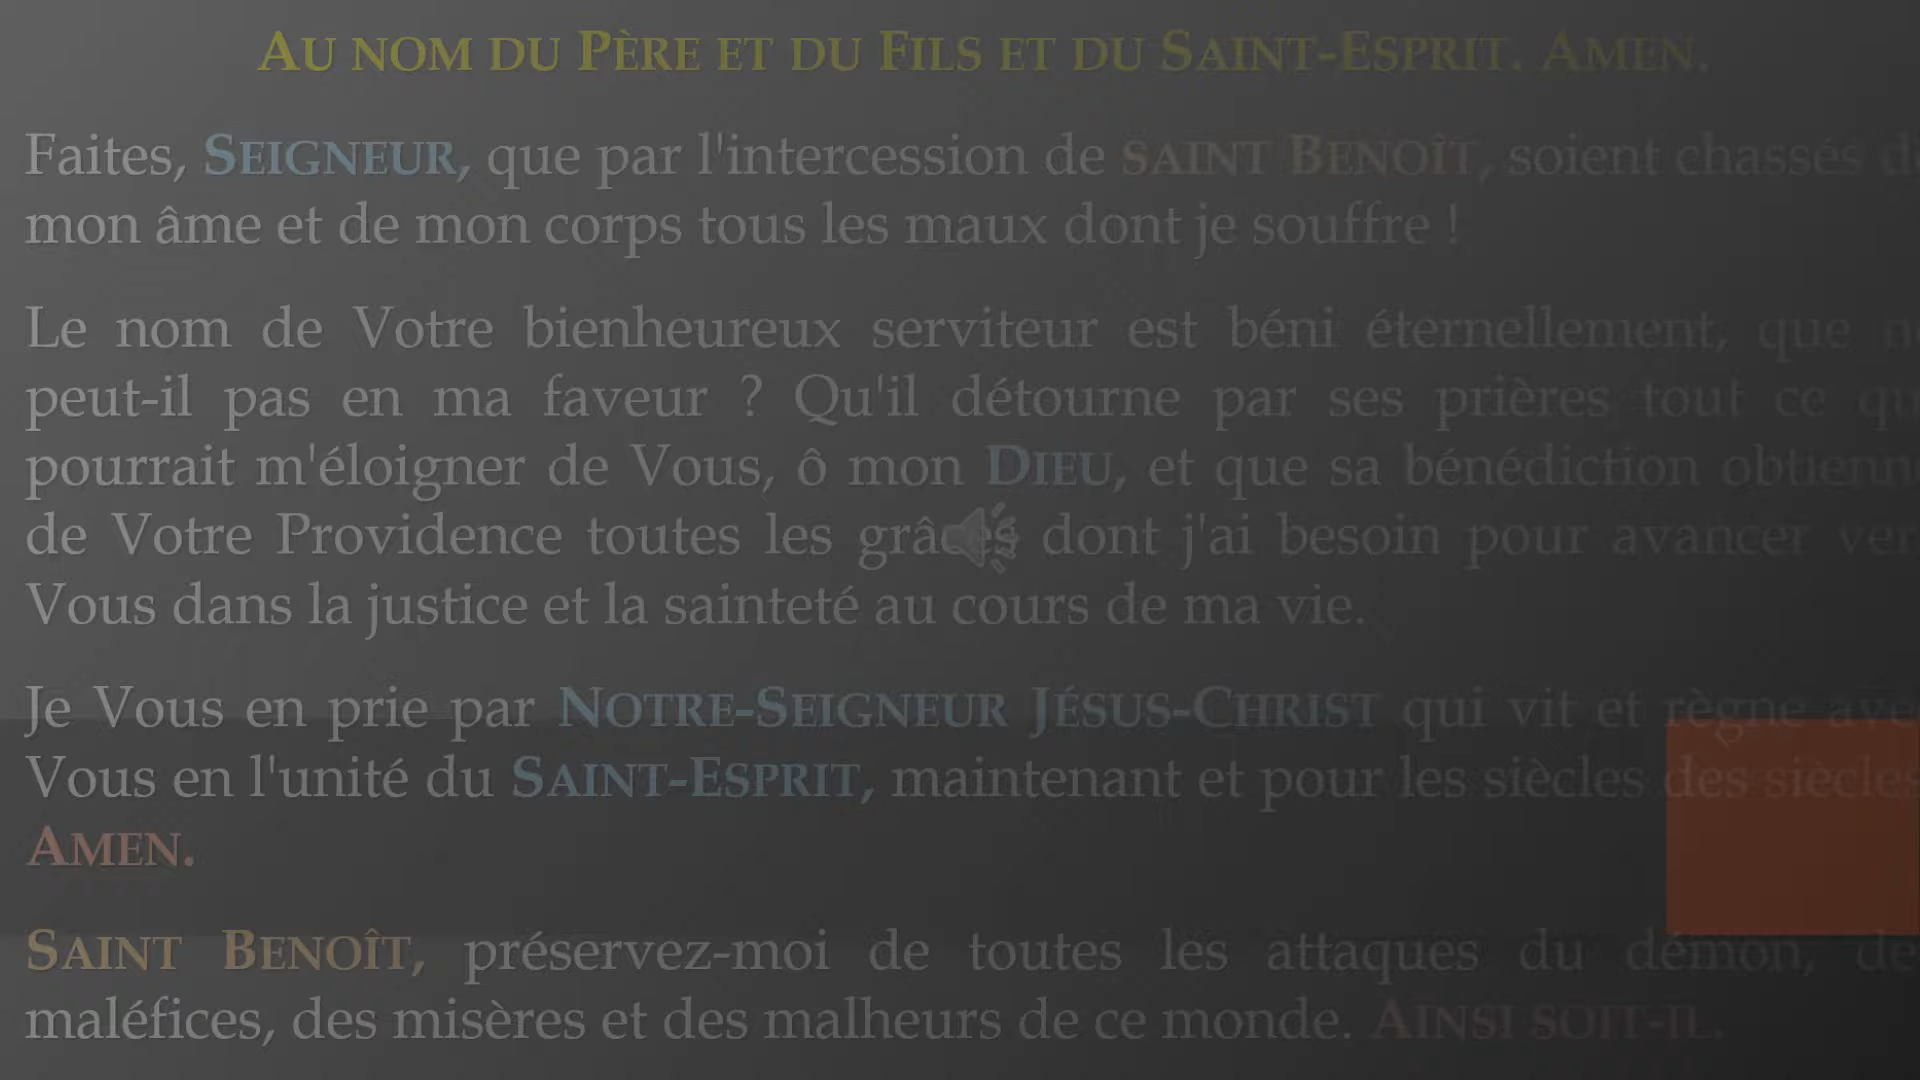 AU NOM DU PÈRE ET DU FILS ET DU SAINT-ESPRIT. AMEN.
Faites, SEIGNEUR, que par l'intercession de SAINT BENOÎT, soient chassés de
mon âme et de mon corps tous les maux dont je souffre !
Le nom de Votre bienheureux serviteur est béni éternellement, que ne
peut-il pas en ma faveur ? Qu'il détourne par ses prières tout ce qui
pourrait m'éloigner de Vous, ô mon DIEU, et que sa bénédiction obtienne
de Votre Providence toutes les grâces dont j'ai besoin pour avancer vers
Vous dans la justice et la sainteté au cours de ma vie.
Je Vous en prie par NOTRE-SEIGNEUR JÉSUS-CHRIST qui vit et règne avec
Vous en l'unité du SAINT-ESPRIT, maintenant et pour les siècles des siècles
AMEN.
SAINT BENOÎT, préservez-moi de toutes les attaques du démon, des
maléfices, des misères et des malheurs de ce monde. AINSI SOIT-IL.